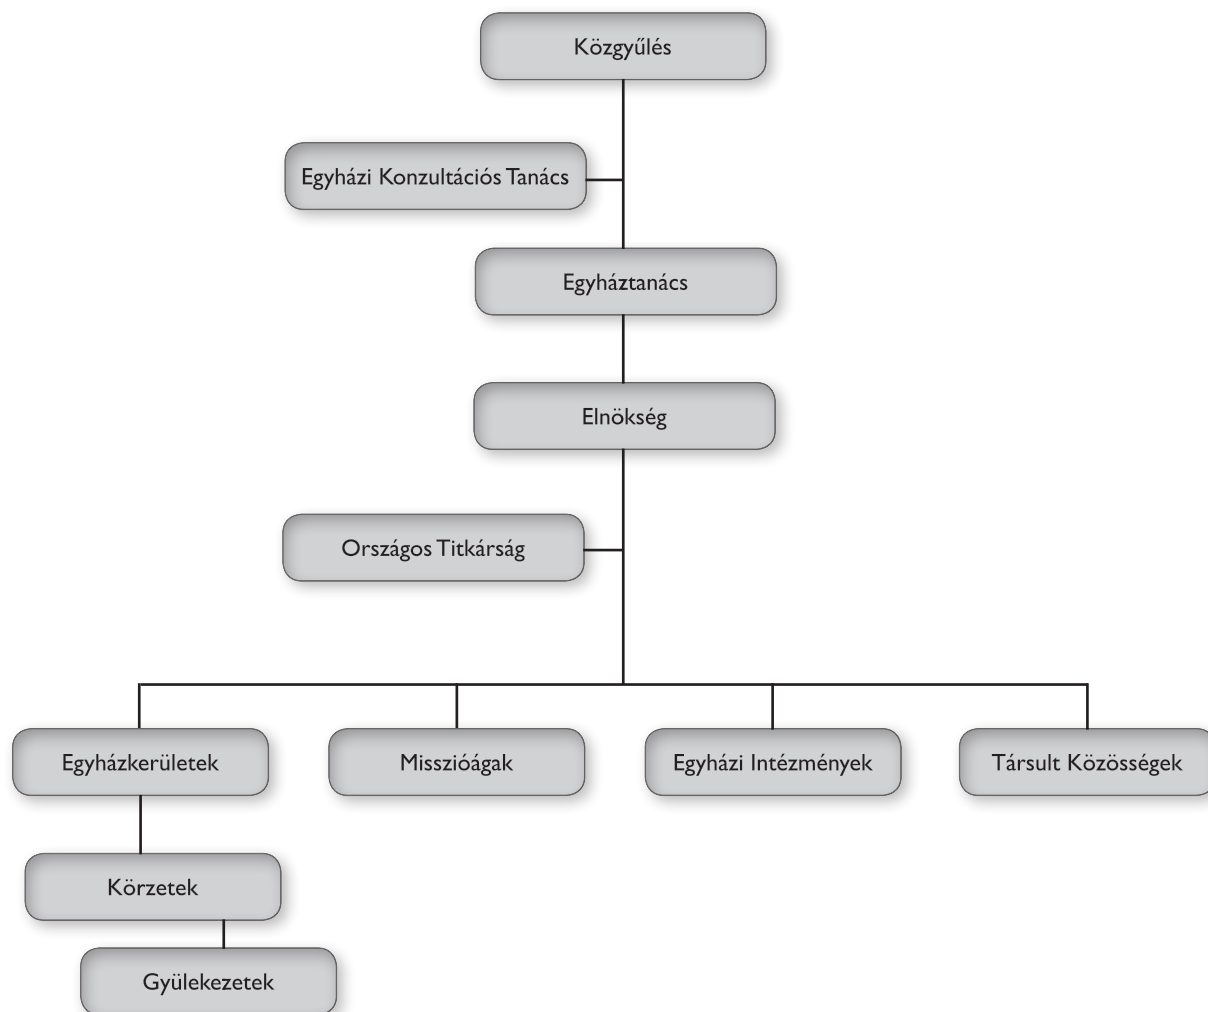 Közgyűlés
Egyházi Konzultációs Tanács
Egyháztanács
Elnökség
Országos Titkárság
Egyházkerületek
Misszióágak
Egyházi Intézmények
Társult Közösségek
Körzetek
Gyülekezetek